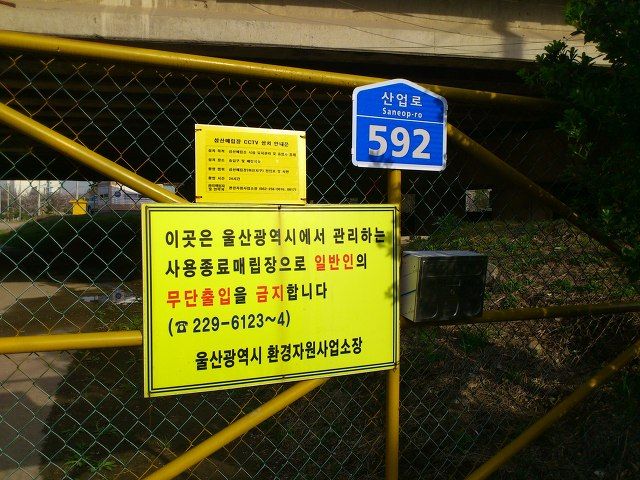 산업로
Saneop-ro
592
성산매립장 CCTV 설치 안내문
이곳은 울산광역시에서 관리하는
사용종료매립장으로 일반인의
무단출입을 금지합니다
(☎ 229-6123~4)
울산광역시 환경자원사업소장